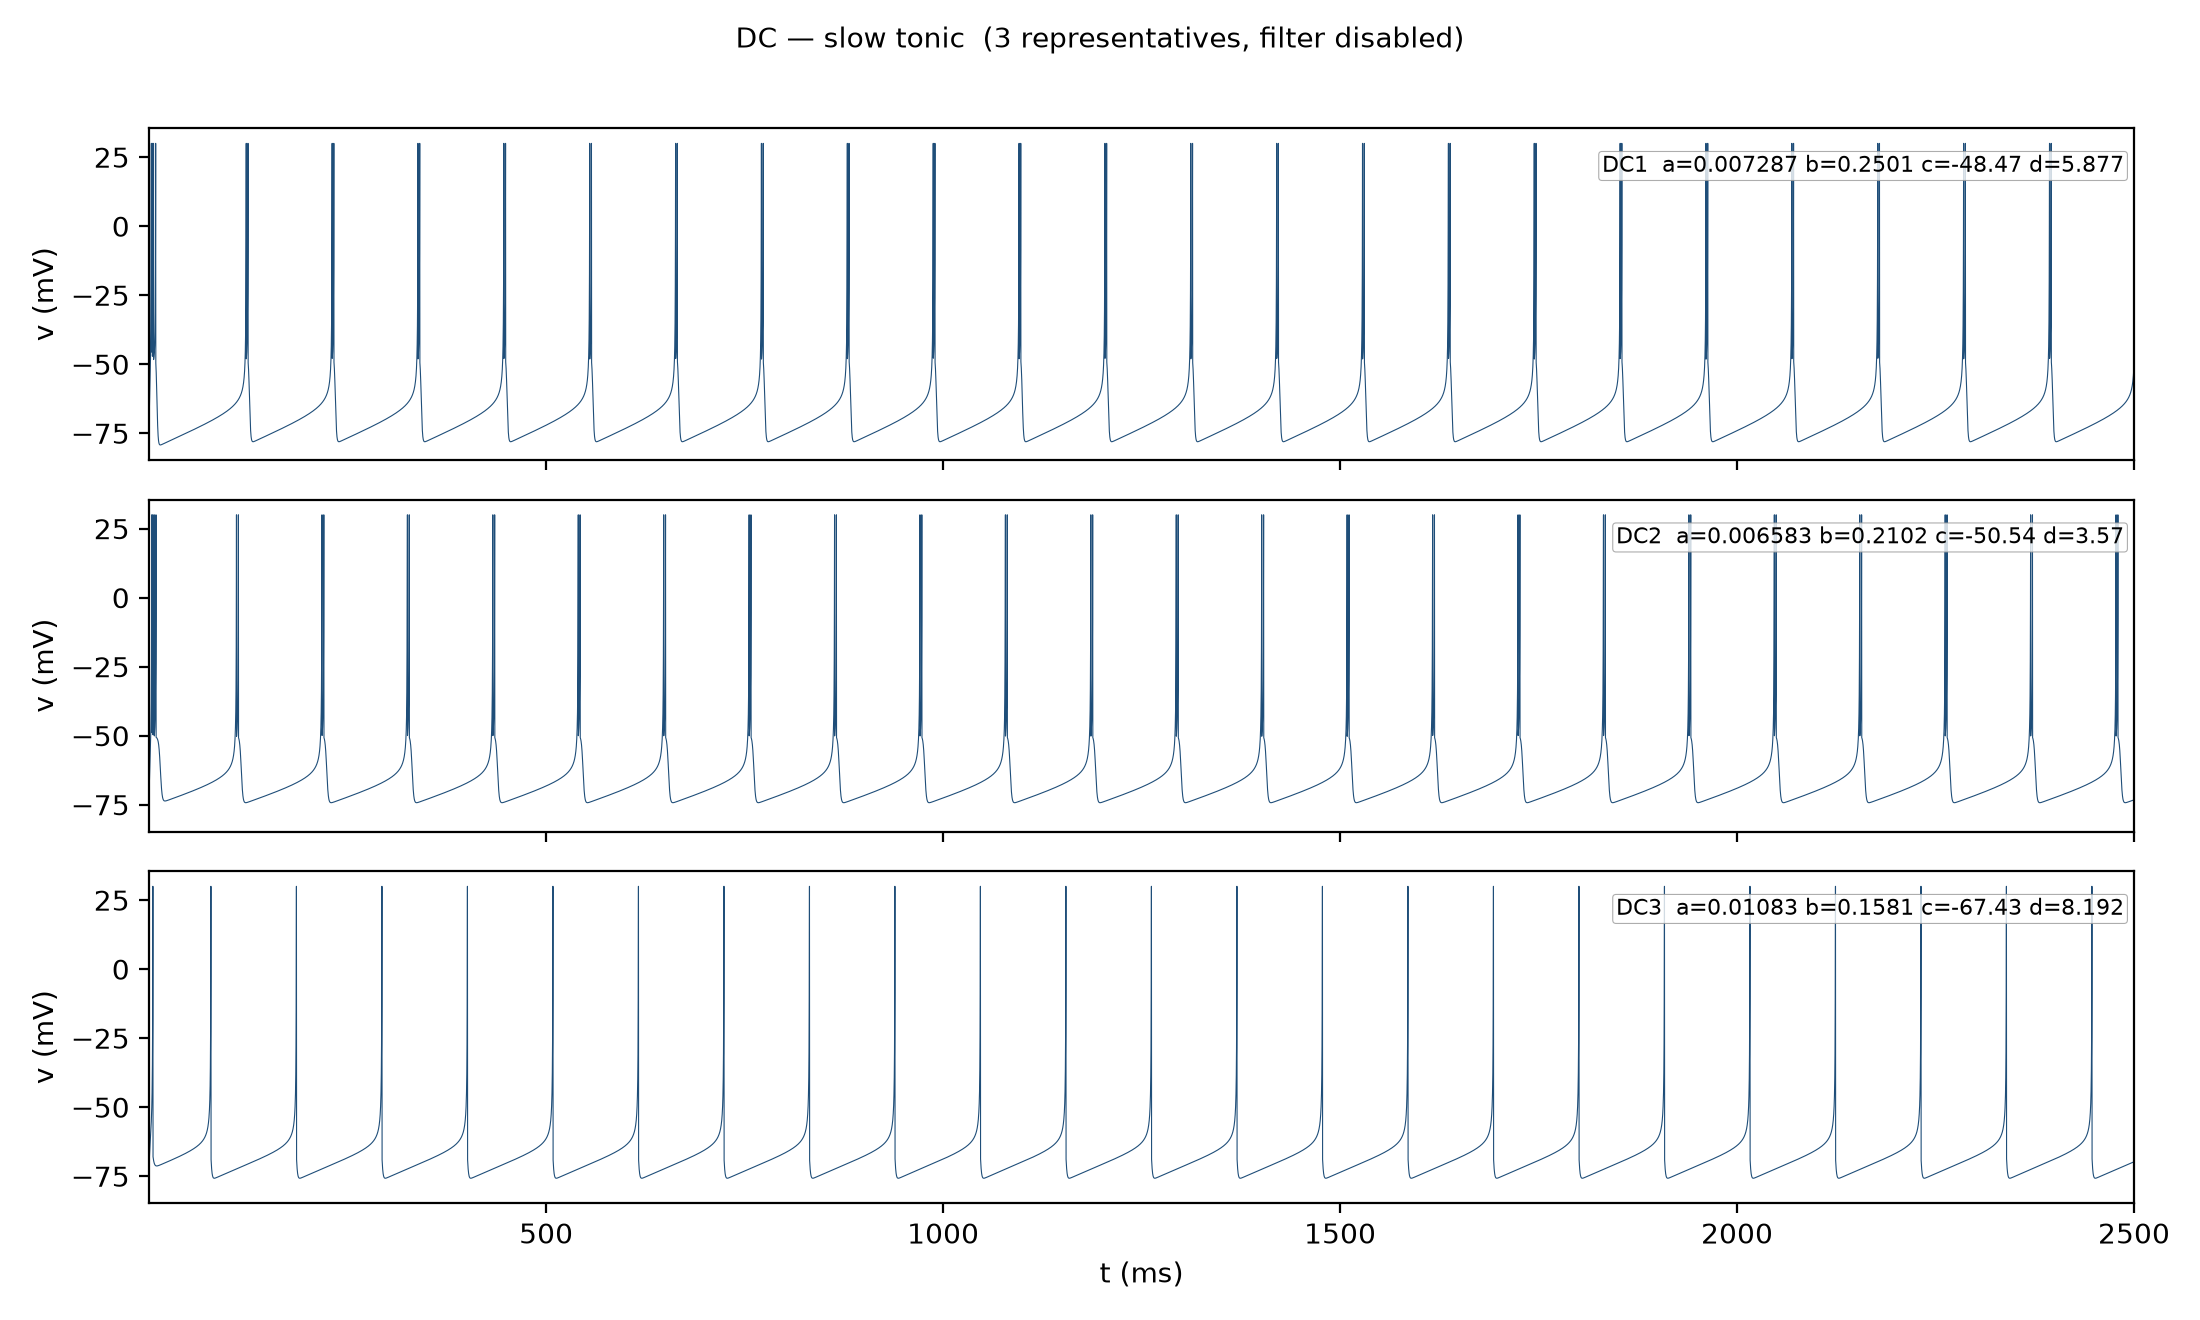 DC — slow tonic  (3 representatives, filter disabled)
25
0
−25
−50
−75
v (mV)
DC1  a=0.007287 b=0.2501 c=-48.47 d=5.877
25
0
−25
−50
−75
v (mV)
DC2  a=0.006583 b=0.2102 c=-50.54 d=3.57
25
0
−25
−50
−75
v (mV)
DC3  a=0.01083 b=0.1581 c=-67.43 d=8.192
500 1000 1500 2000 2500
t (ms)